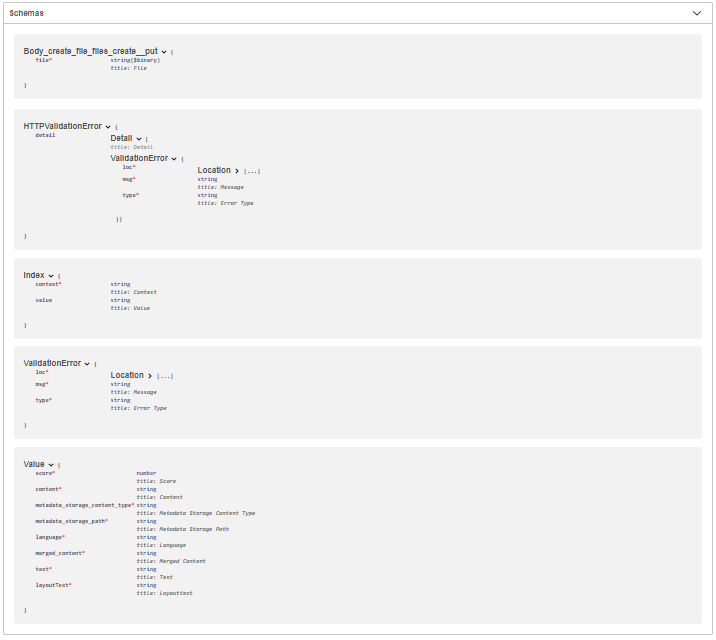 Schemas
Body_create_file_files_create__put {
file* string($binary)
title: File
}
HTTPValidationError {
detail Detail [
title: Detail
ValidationError {
loc* Location [...]
msg* string
title: Message
type* string
title: Error Type
}]
}
Index {
context* string
title: Context
value string
title: Value
}
ValidationError {
loc* Location [...]
msg* string
title: Message
type* string
title: Error Type
}
Value {
score* number
title: Score
content* string
title: Content
metadata_storage_content_type* string
title: Metadata Storage Content Type
metadata_storage_path* string
title: Metadata Storage Path
language* string
title: Language
merged_content* string
title: Merged Content
text* string
title: Text
layoutText* string
title: Layouttext
}